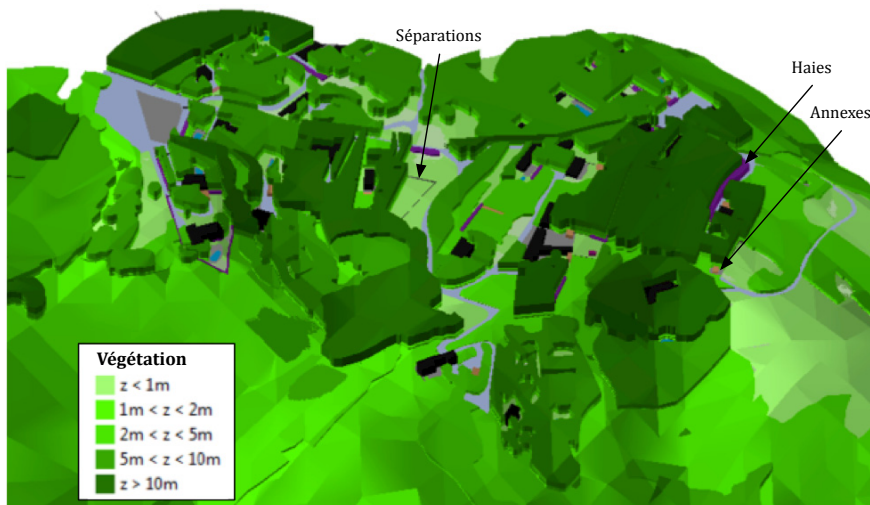 Séparations
Haies
Annexes
Végétation
z < 1m
1m < z < 2m
2m < z < 5m
5m < z < 10m
z > 10m